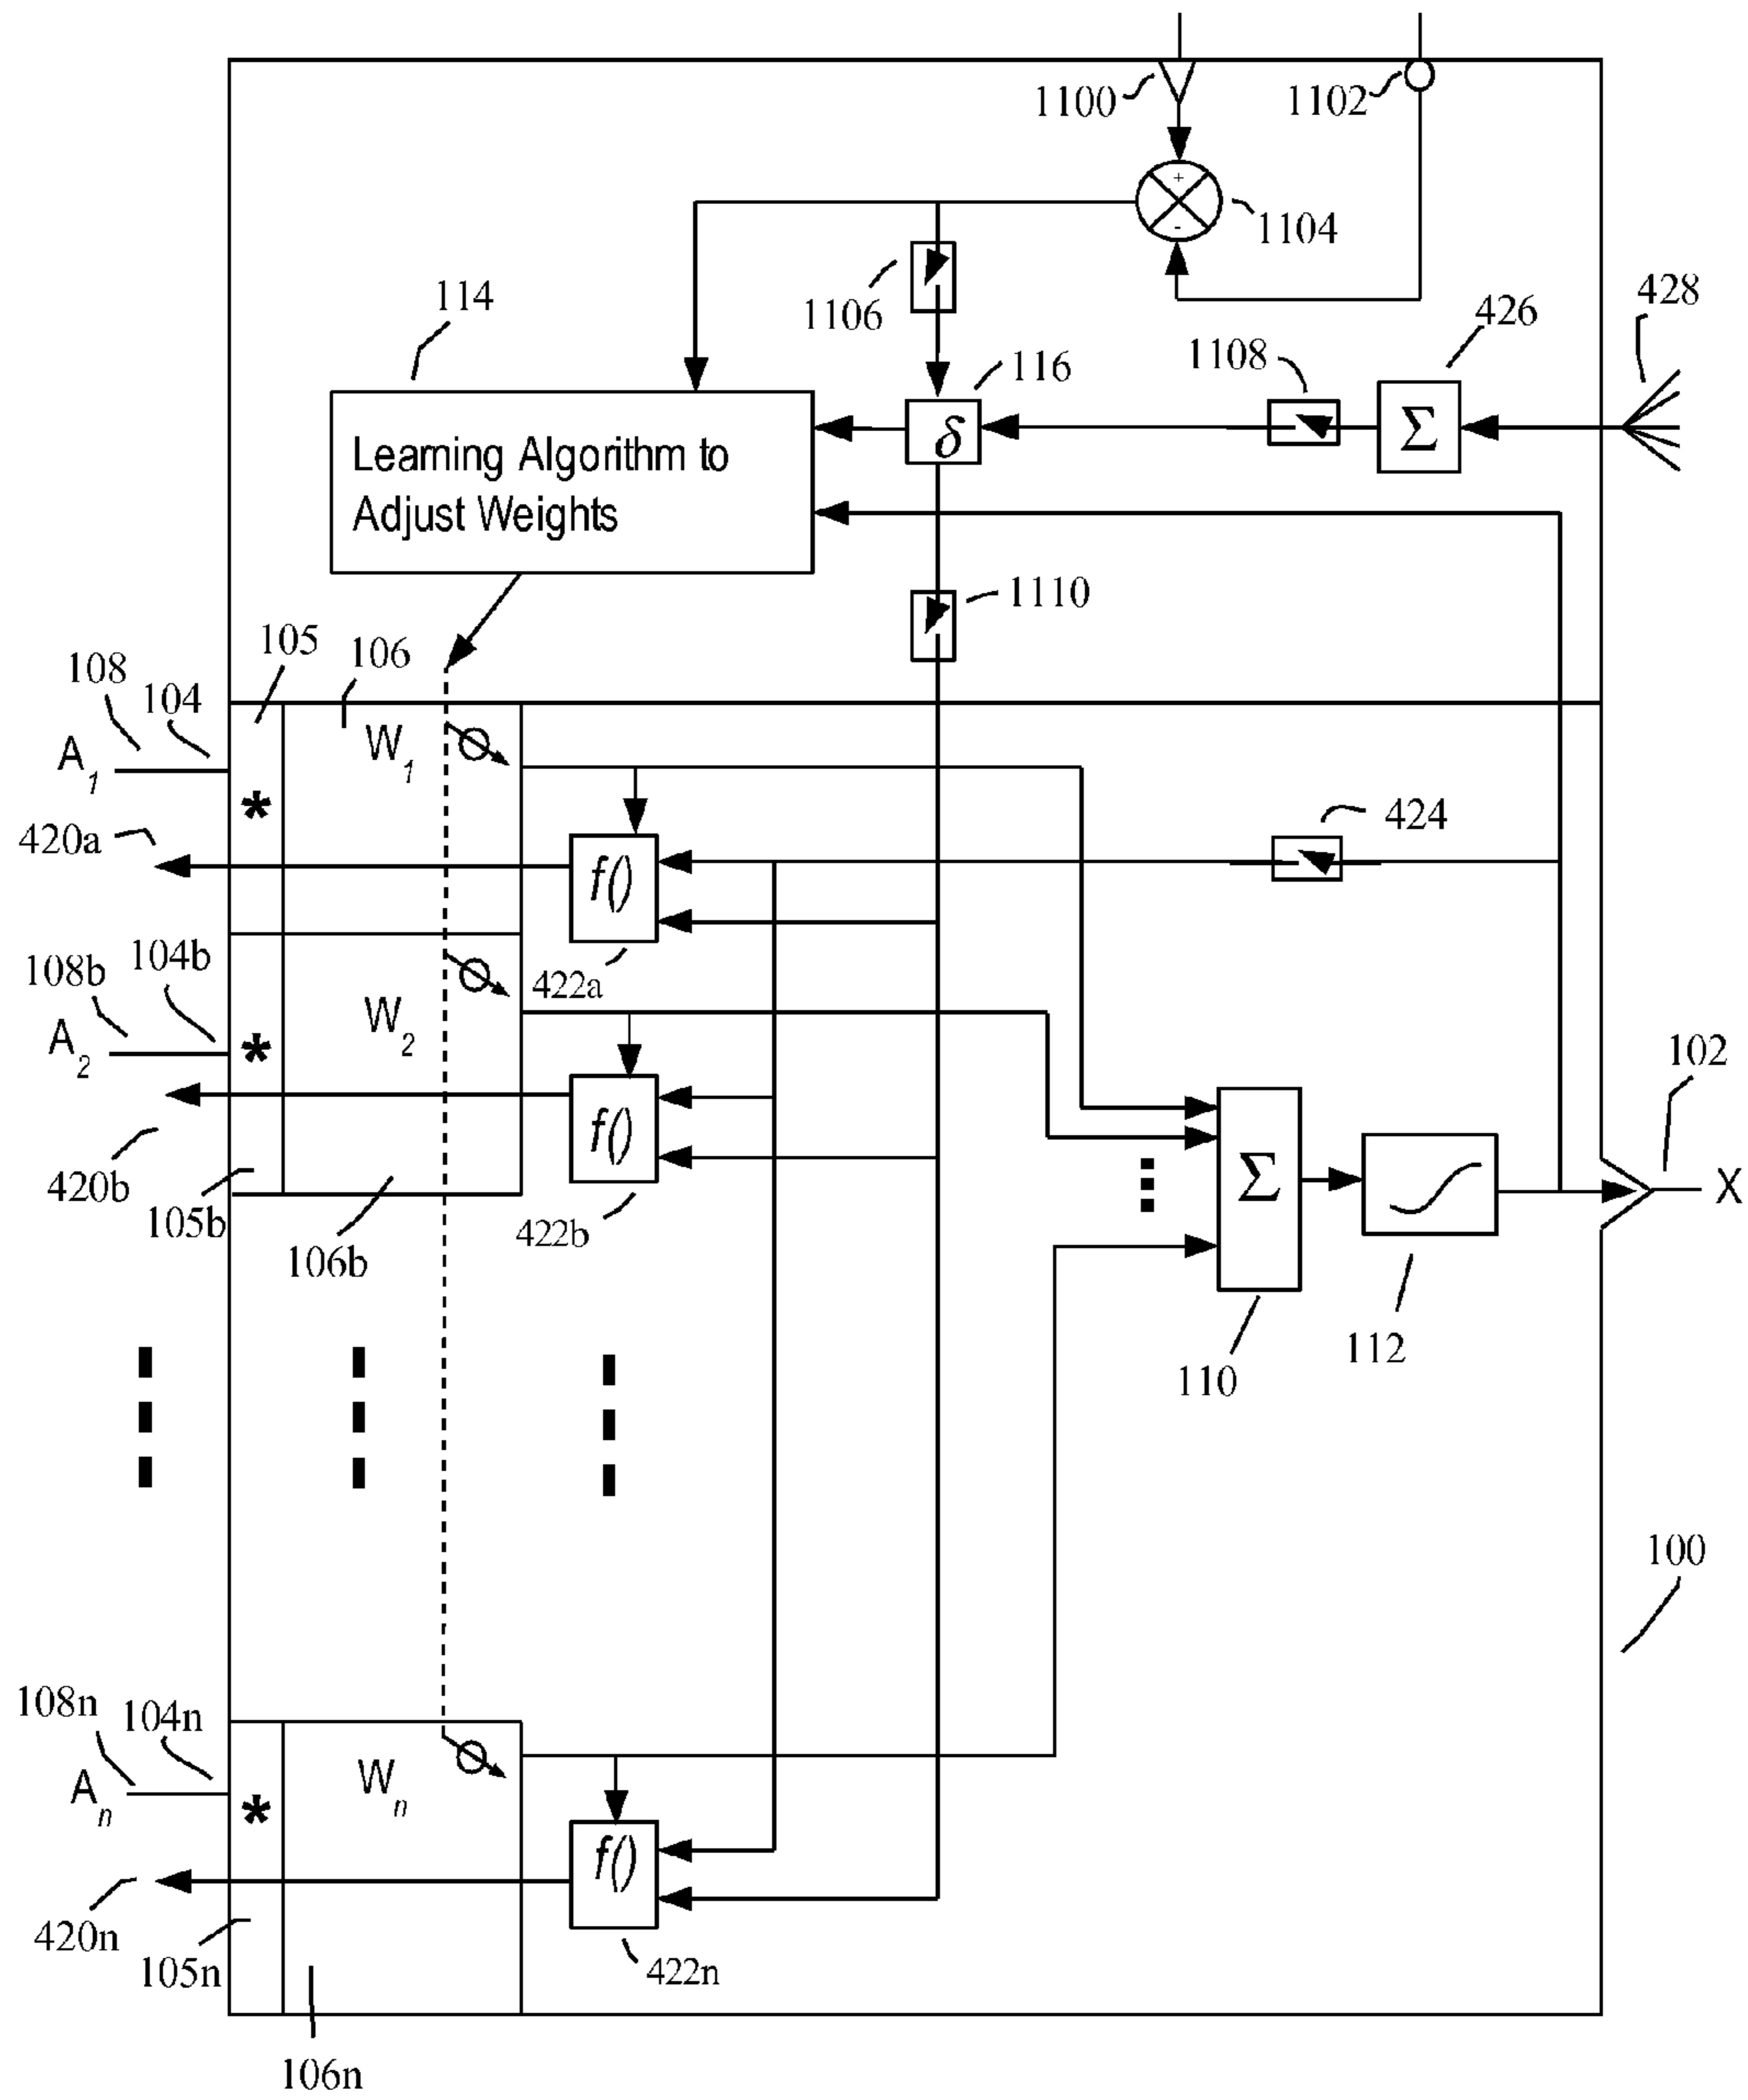 1100
1102
+
-
1104
1106
114
116
1108
426
428
δ
Σ
Learning Algorithm to
Adjust Weights
1110
105
106
108
104
W1
A1
*
420a
f()
424
422a
108b
104b
W2
A2
*
f()
420b
105b
106b
422b
Σ
102
X
110
112
100
108n
104n
Wn
An
*
f()
420n
105n
422n
106n